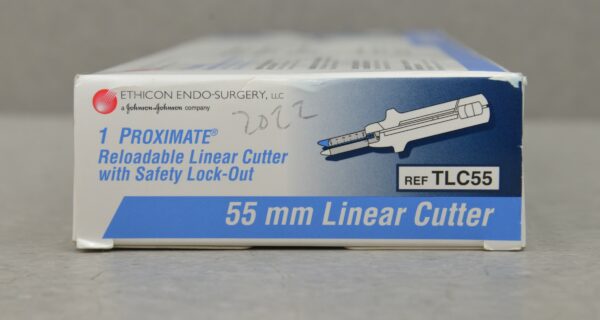 ETHICON ENDO-SURGERY, LLC
a Johnson & Johnson company
2022
1 PROXIMATE®
Reloadable Linear Cutter
with Safety Lock-Out
REF TLC55
55 mm Linear Cutter